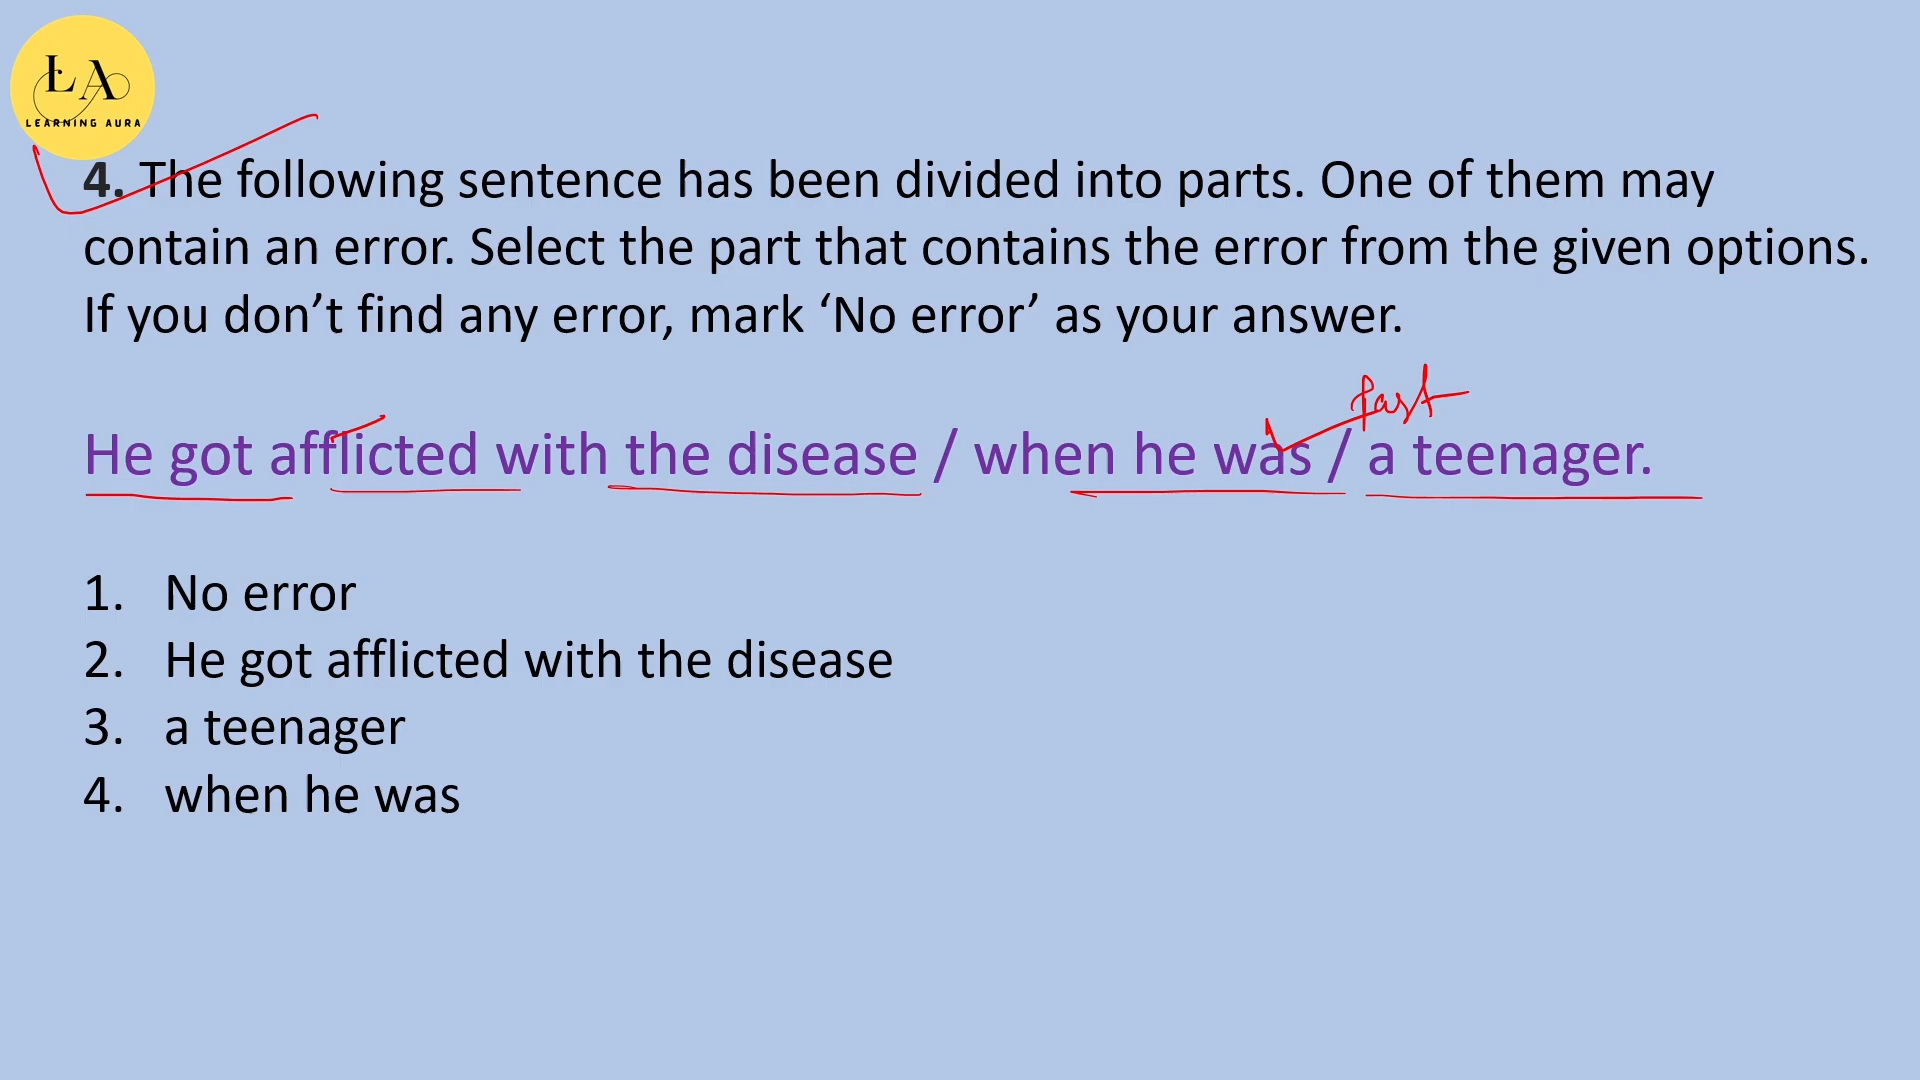 LA
LEARNING AURA
4. The following sentence has been divided into parts. One of them may
contain an error. Select the part that contains the error from the given options.
If you don’t find any error, mark ‘No error’ as your answer.
past
He got afflicted with the disease / when he was / a teenager.
1. No error
2. He got afflicted with the disease
3. a teenager
4. when he was